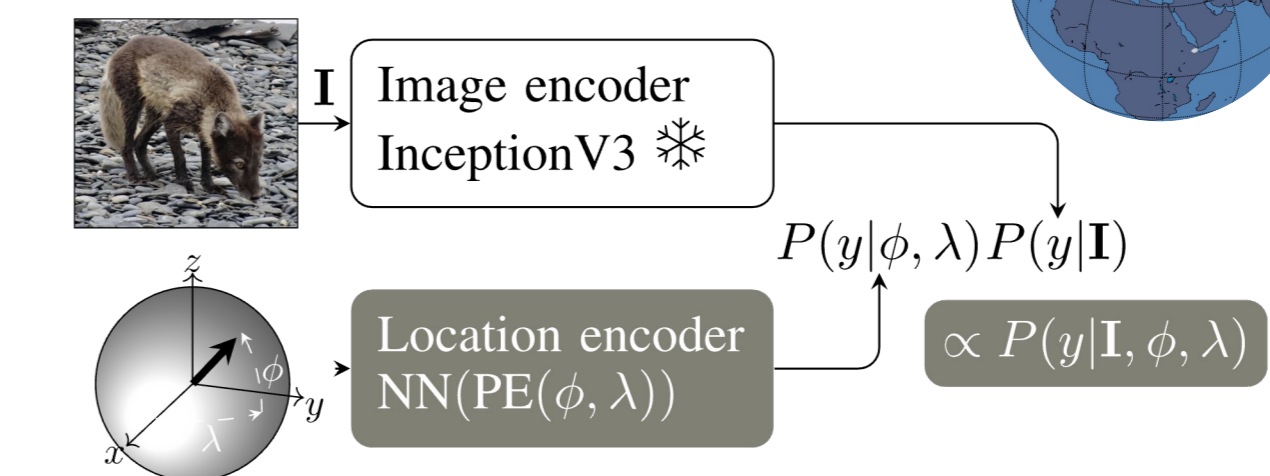 I
Image encoder
InceptionV3
P(y|ϕ, λ)P(y|I)
z
ϕ
y
λ
x
Location encoder
NN(PE(ϕ, λ))
∝ P(y|I, ϕ, λ)